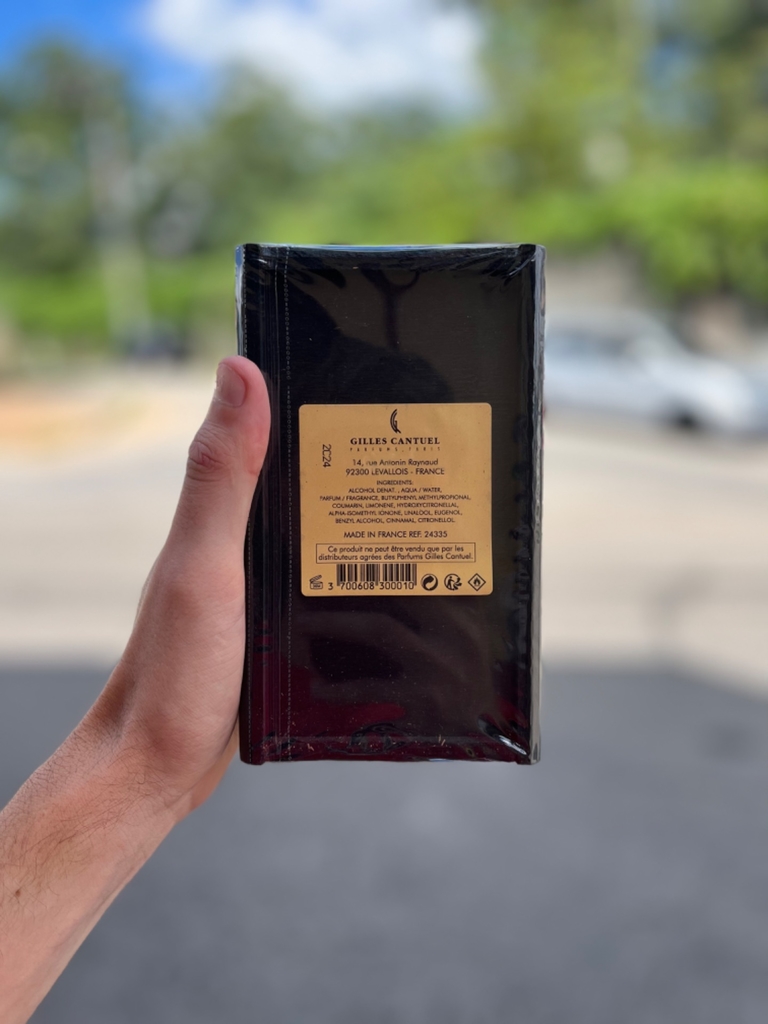 GILLES CANTUEL
PARFUMS, PARIS
2C24
14, rue Antonin Raynaud
92300 LEVALLOIS - FRANCE
INGREDIENTS:
ALCOHOL DENAT. , AQUA / WATER,
PARFUM / FRAGRANCE, BUTYLPHENYL METHYLPROPIONAL,
COUMARIN, LIMONENE, HYDROXYCITRONELLAL,
ALPHA-ISOMETHYL IONONE, LINALOOL, EUGENOL,
BENZYL ALCOHOL, CINNAMAL, CITRONELLOL.
MADE IN FRANCE REF. 24335
Ce produit ne peut être vendu que par les
distributeurs agréés des Parfums Gilles Cantuel.
3 700608 300010